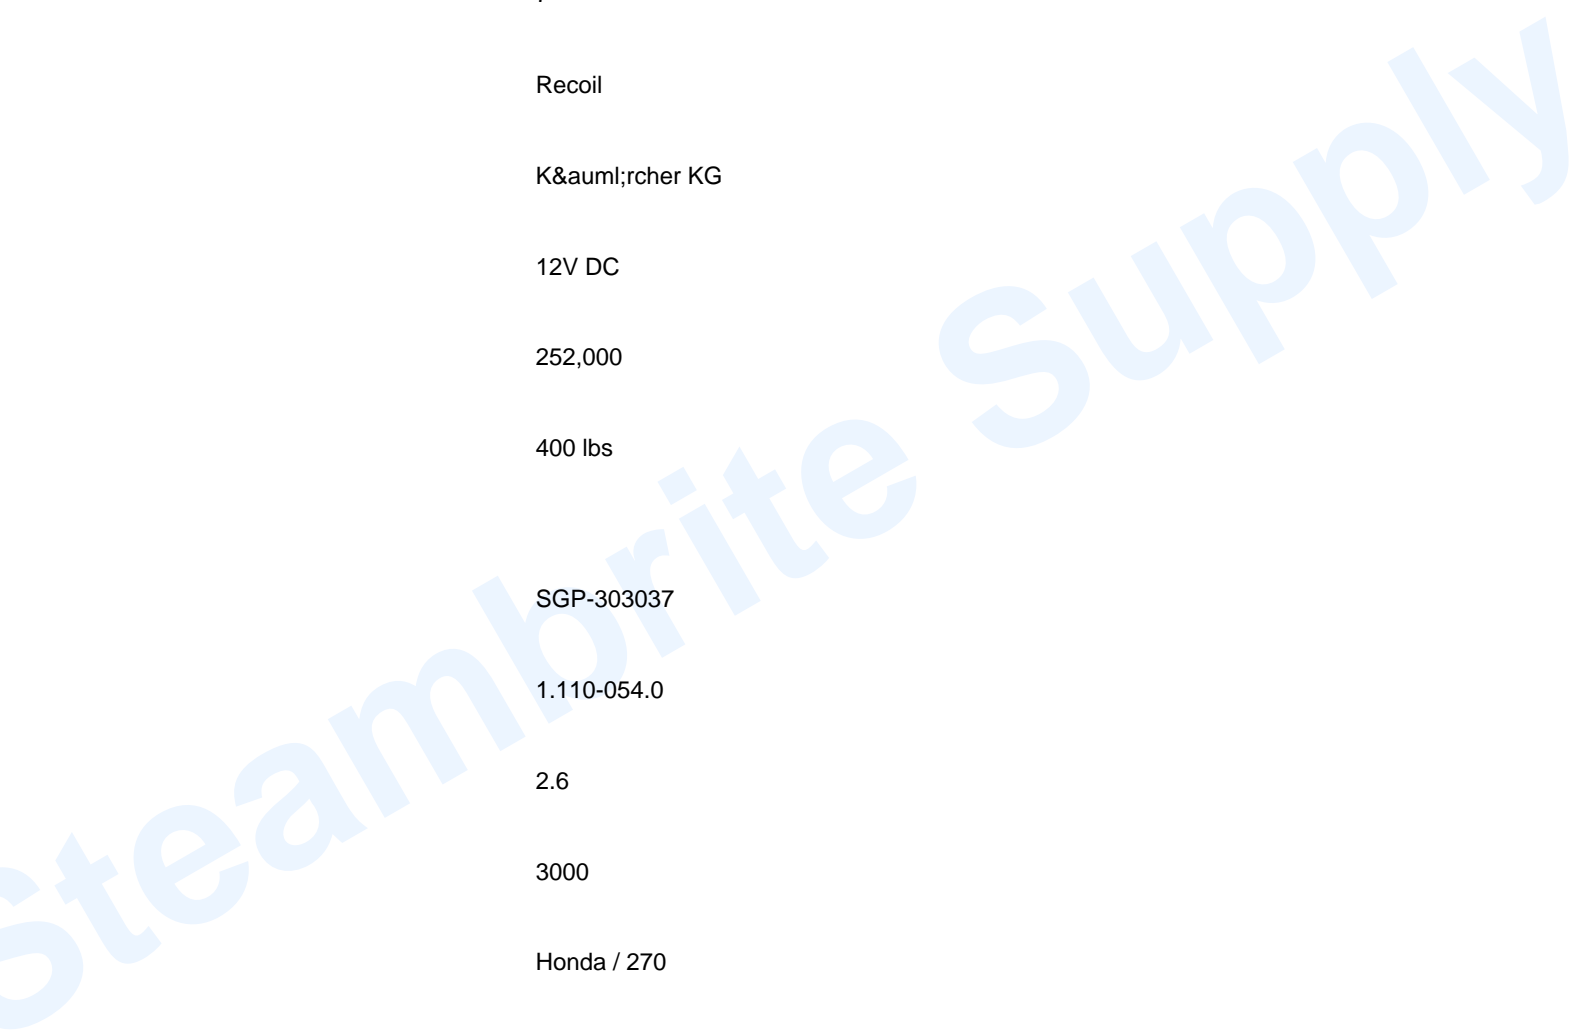 Recoil
K&auml;rcher KG
12V DC
252,000
400 lbs
SGP-303037
1.110-054.0
2.6
3000
Honda / 270
Steambrite Supply